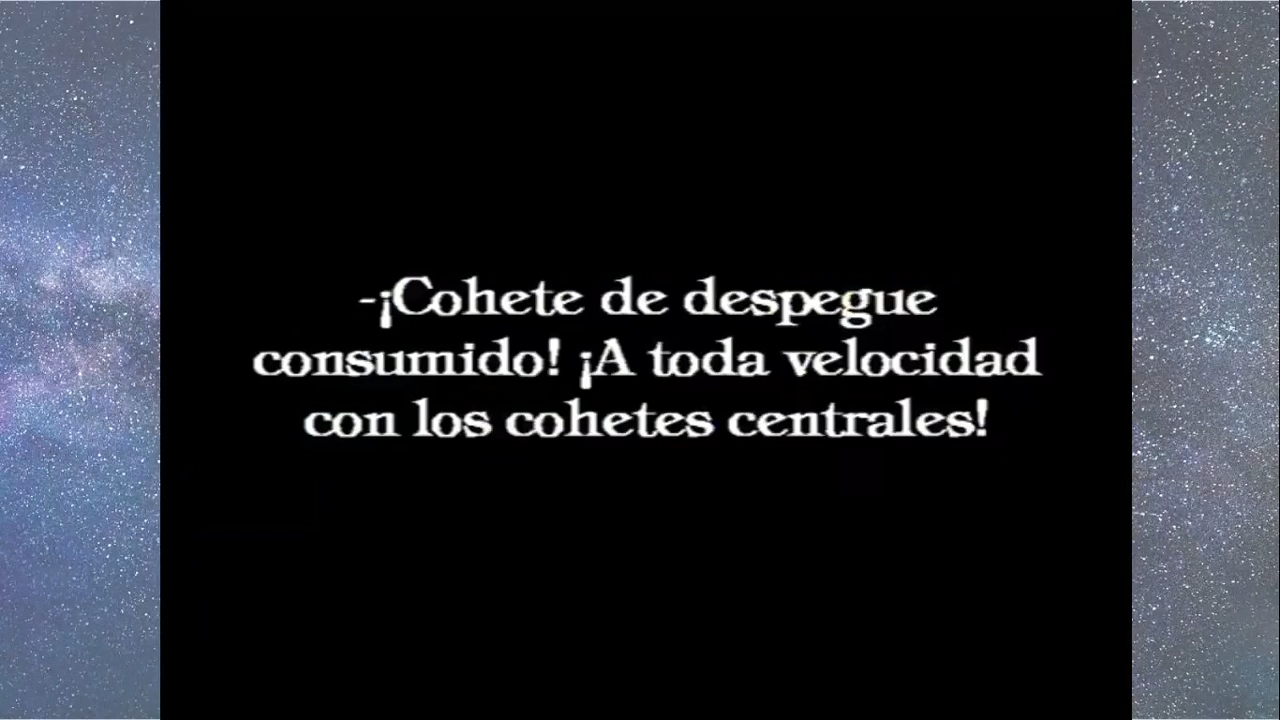 -¡Cohete de despegue
consumido! ¡A toda velocidad
con los cohetes centrales!